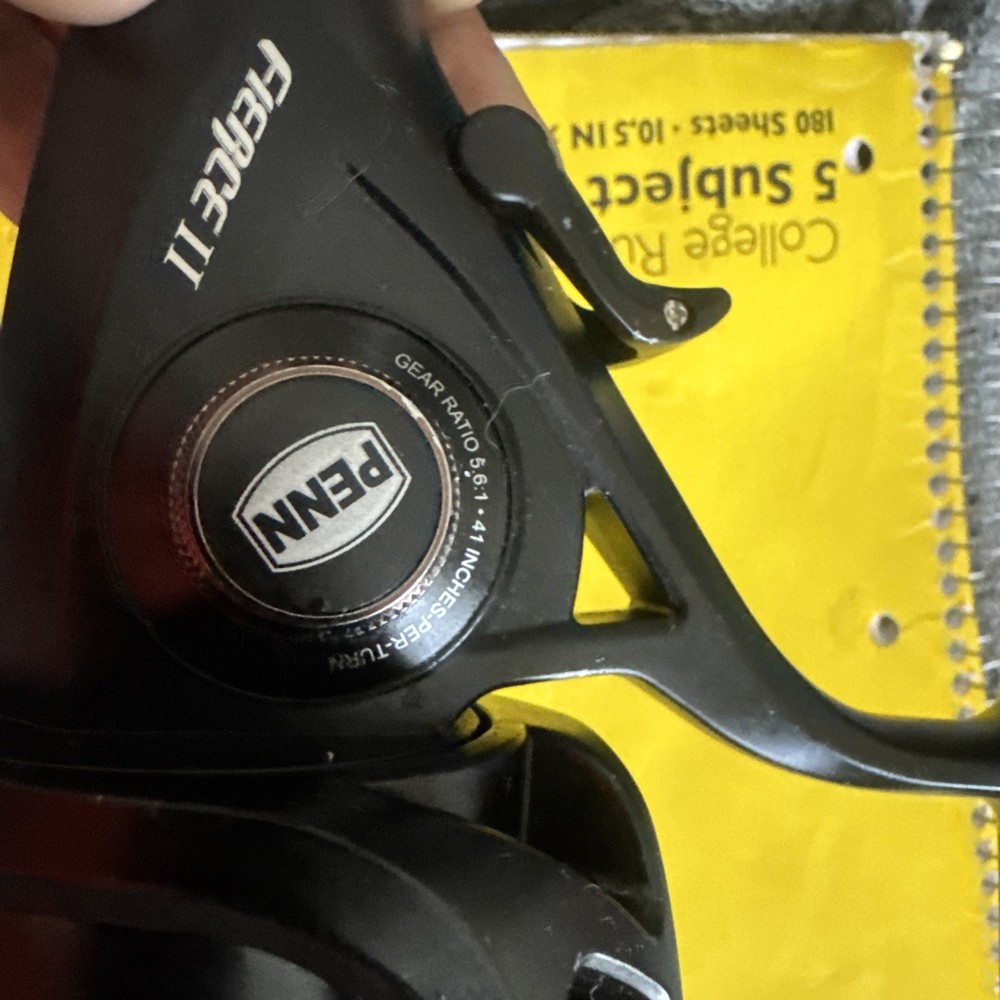 FIERCE II
PENN
GEAR RATIO 5.6:1 • 41 INCHES-PER-TURN
College
5 Subject
180 Sheets • 10.5 IN